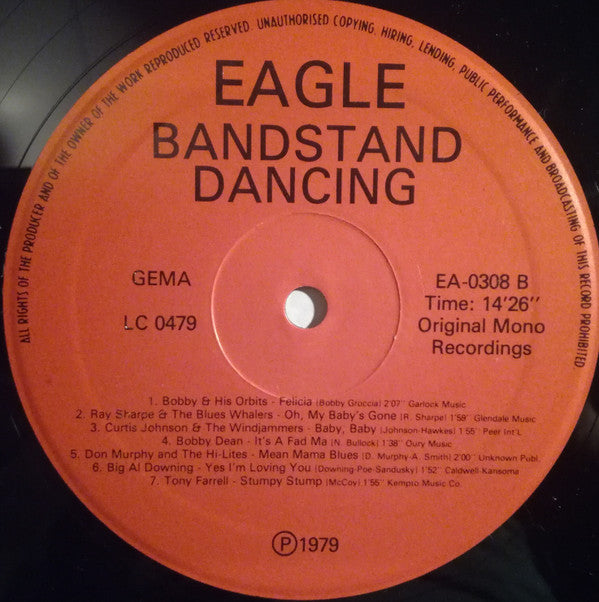 ALL RIGHTS OF THE PRODUCER AND OF THE OWNER OF THE WORK REPRODUCED RESERVED. UNAUTHORISED COPYING, HIRING, LENDING, PUBLIC PERFORMANCE AND BROADCASTING OF THIS RECORD PROHIBITED
EAGLE
BANDSTAND
DANCING
GEMA
LC 0479
EA-0308 B
Time: 14'26''
Original Mono
Recordings
1. Bobby & His Orbits - Felicia (Bobby Groccia) 2'07'' Garlock Music
2. Ray Sharpe & The Blues Whalers - Oh, My Baby's Gone (R. Sharpe) 1'59'' Glendale Music
3. Curtis Johnson & The Windjammers - Baby, Baby (Johnson-Hawkes) 1'55'' Peer Int'L
4. Bobby Dean - It's A Fad Ma (N. Bullock) 1'38'' Oury Music
5. Don Murphy and The Hi-Lites - Mean Mama Blues (D. Murphy-A. Smith) 2'00'' Unknown Publ.
6. Big Al Downing - Yes I'm Loving You (Downing-Poe-Sandusky) 1'52'' Caldwell-Kansoma
7. Tony Farrell - Stumpy Stump (McCoy) 1'55'' Kempro Music Co.
Ⓟ1979